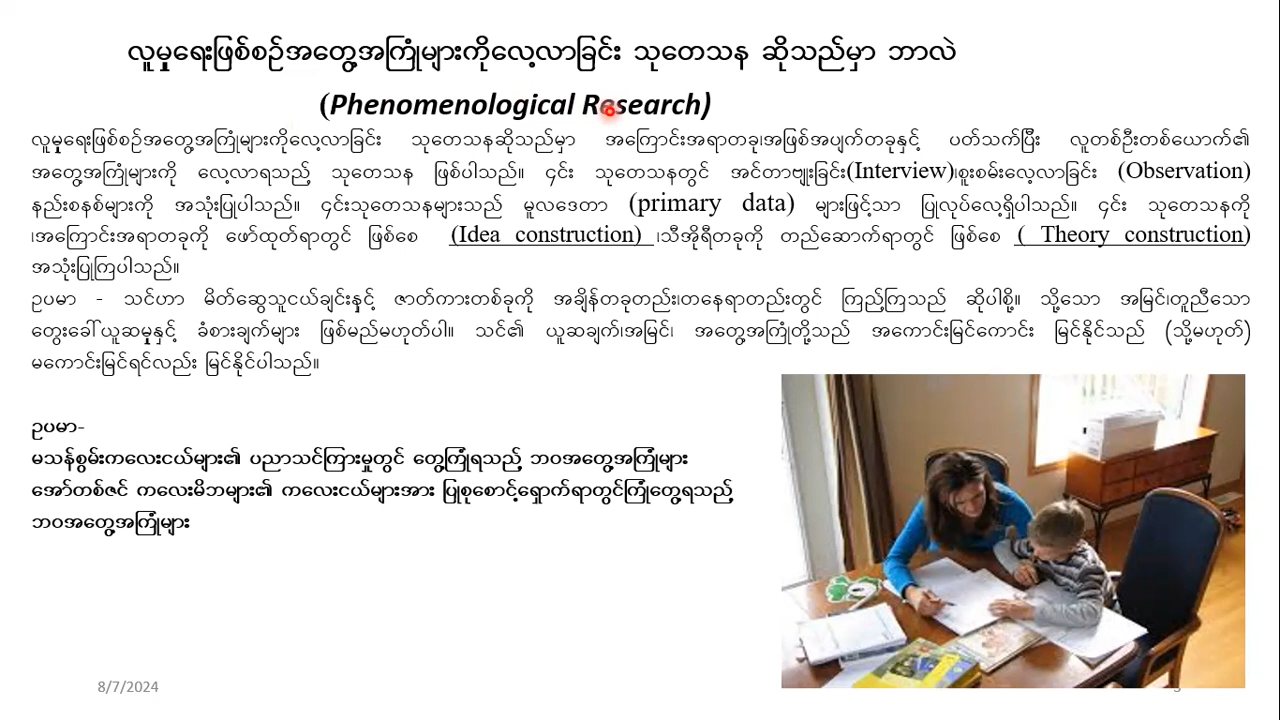 လူမှုရေးဖြစ်စဉ်အတွေ့အကြုံများကိုလေ့လာခြင်း သုတေသန ဆိုသည်မှာ ဘာလဲ
(Phenomenological Research)
လူမှုရေးဖြစ်စဉ်အတွေ့အကြုံများကိုလေ့လာခြင်း သုတေသနဆိုသည်မှာ အကြောင်းအရာတခု၊အဖြစ်အပျက်တခုနှင့် ပတ်သက်ပြီး လူတစ်ဦးတစ်ယောက်၏
အတွေ့အကြုံများကို လေ့လာရသည့် သုတေသန ဖြစ်ပါသည်။ ၎င်း သုတေသနတွင် အင်တာဗျူးခြင်း(Interview)၊စူးစမ်းလေ့လာခြင်း (Observation)
နည်းစနစ်များကို အသုံးပြုပါသည်။ ၎င်းသုတေသနများသည် မူလဒေတာ (primary data) များဖြင့်သာ ပြုလုပ်လေ့ရှိပါသည်။ ၎င်း သုတေသနကို
၊အကြောင်းအရာတခုကို ဖော်ထုတ်ရာတွင် ဖြစ်စေ (Idea construction) ၊သီအိုရီတခုကို တည်ဆောက်ရာတွင် ဖြစ်စေ ( Theory construction)
အသုံးပြုကြပါသည်။
ဥပမာ - သင်ဟာ မိတ်ဆွေသူငယ်ချင်းနှင့် ဇာတ်ကားတစ်ခုကို အချိန်တခုတည်း၊တနေရာတည်းတွင် ကြည့်ကြသည် ဆိုပါစို့။ သို့သော အမြင်၊တူညီသော
တွေးခေါ်ယူဆမှုနှင့် ခံစားချက်များ ဖြစ်မည်မဟုတ်ပါ။ သင်၏ ယူဆချက်၊အမြင်၊ အတွေ့အကြုံတို့သည် အကောင်းမြင်ကောင်း မြင်နိုင်သည် (သို့မဟုတ်)
မကောင်းမြင်ရင်လည်း မြင်နိုင်ပါသည်။
ဥပမာ-
မသန်စွမ်းကလေးငယ်များ၏ ပညာသင်ကြားမှုတွင် တွေ့ကြုံရသည့် ဘဝအတွေ့အကြုံများ
အော်တစ်ဇင် ကလေးမိဘများ၏ ကလေးငယ်များအား ပြုစုစောင့်ရှောက်ရာတွင်ကြုံတွေ့ရသည့်
ဘဝအတွေ့အကြုံများ
8/7/2024